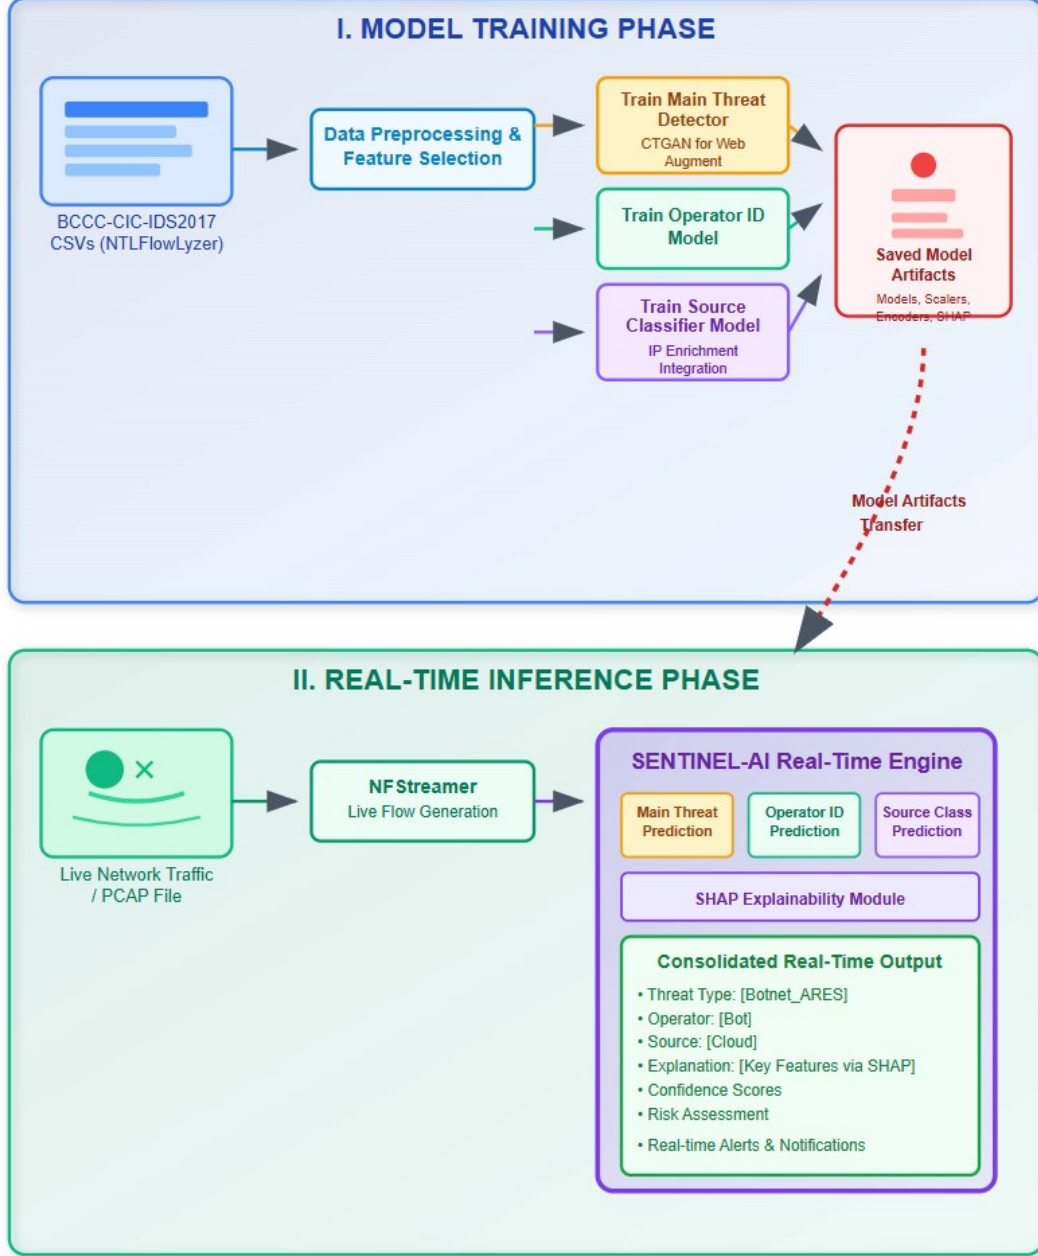 I. MODEL TRAINING PHASE
BCCC-CIC-IDS2017
CSVs (NTLFlowLyzer)
Data Preprocessing &
Feature Selection
Train Main Threat
Detector
CTGAN for Web
Augment
Train Operator ID
Model
Train Source
Classifier Model
IP Enrichment
Integration
Saved Model
Artifacts
Models, Scalers,
Encoders, SHAP
Model Artifacts
Transfer
II. REAL-TIME INFERENCE PHASE
Live Network Traffic
/ PCAP File
NFStreamer
Live Flow Generation
SENTINEL-AI Real-Time Engine
Main Threat
Prediction
Operator ID
Prediction
Source Class
Prediction
SHAP Explainability Module
Consolidated Real-Time Output
• Threat Type: [Botnet_ARES]
• Operator: [Bot]
• Source: [Cloud]
• Explanation: [Key Features via SHAP]
• Confidence Scores
• Risk Assessment
• Real-time Alerts & Notifications